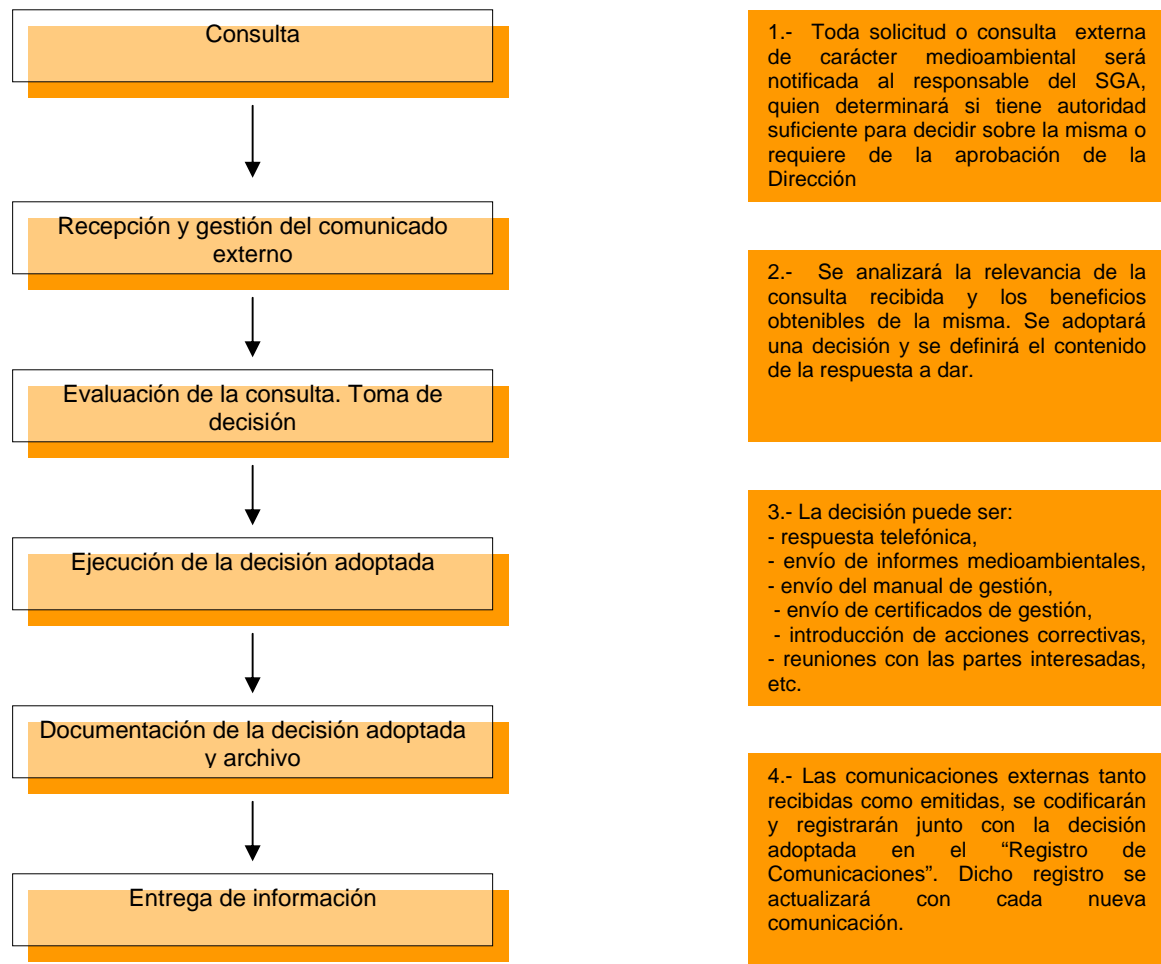 Consulta
Recepción y gestión del comunicado
externo
Evaluación de la consulta. Toma de
decisión
Ejecución de la decisión adoptada
Documentación de la decisión adoptada
y archivo
Entrega de información
1.- Toda solicitud o consulta externa
de carácter medioambiental será
notificada al responsable del SGA,
quien determinará si tiene autoridad
suficiente para decidir sobre la misma o
requiere de la aprobación de la
Dirección
2.- Se analizará la relevancia de la
consulta recibida y los beneficios
obtenibles de la misma. Se adoptará
una decisión y se definirá el contenido
de la respuesta a dar.
3.- La decisión puede ser:
- respuesta telefónica,
- envío de informes medioambientales,
- envío del manual de gestión,
- envío de certificados de gestión,
- introducción de acciones correctivas,
- reuniones con las partes interesadas,
etc.
4.- Las comunicaciones externas tanto
recibidas como emitidas, se codificarán
y registrarán junto con la decisión
adoptada en el “Registro de
Comunicaciones”. Dicho registro se
actualizará con cada nueva
comunicación.